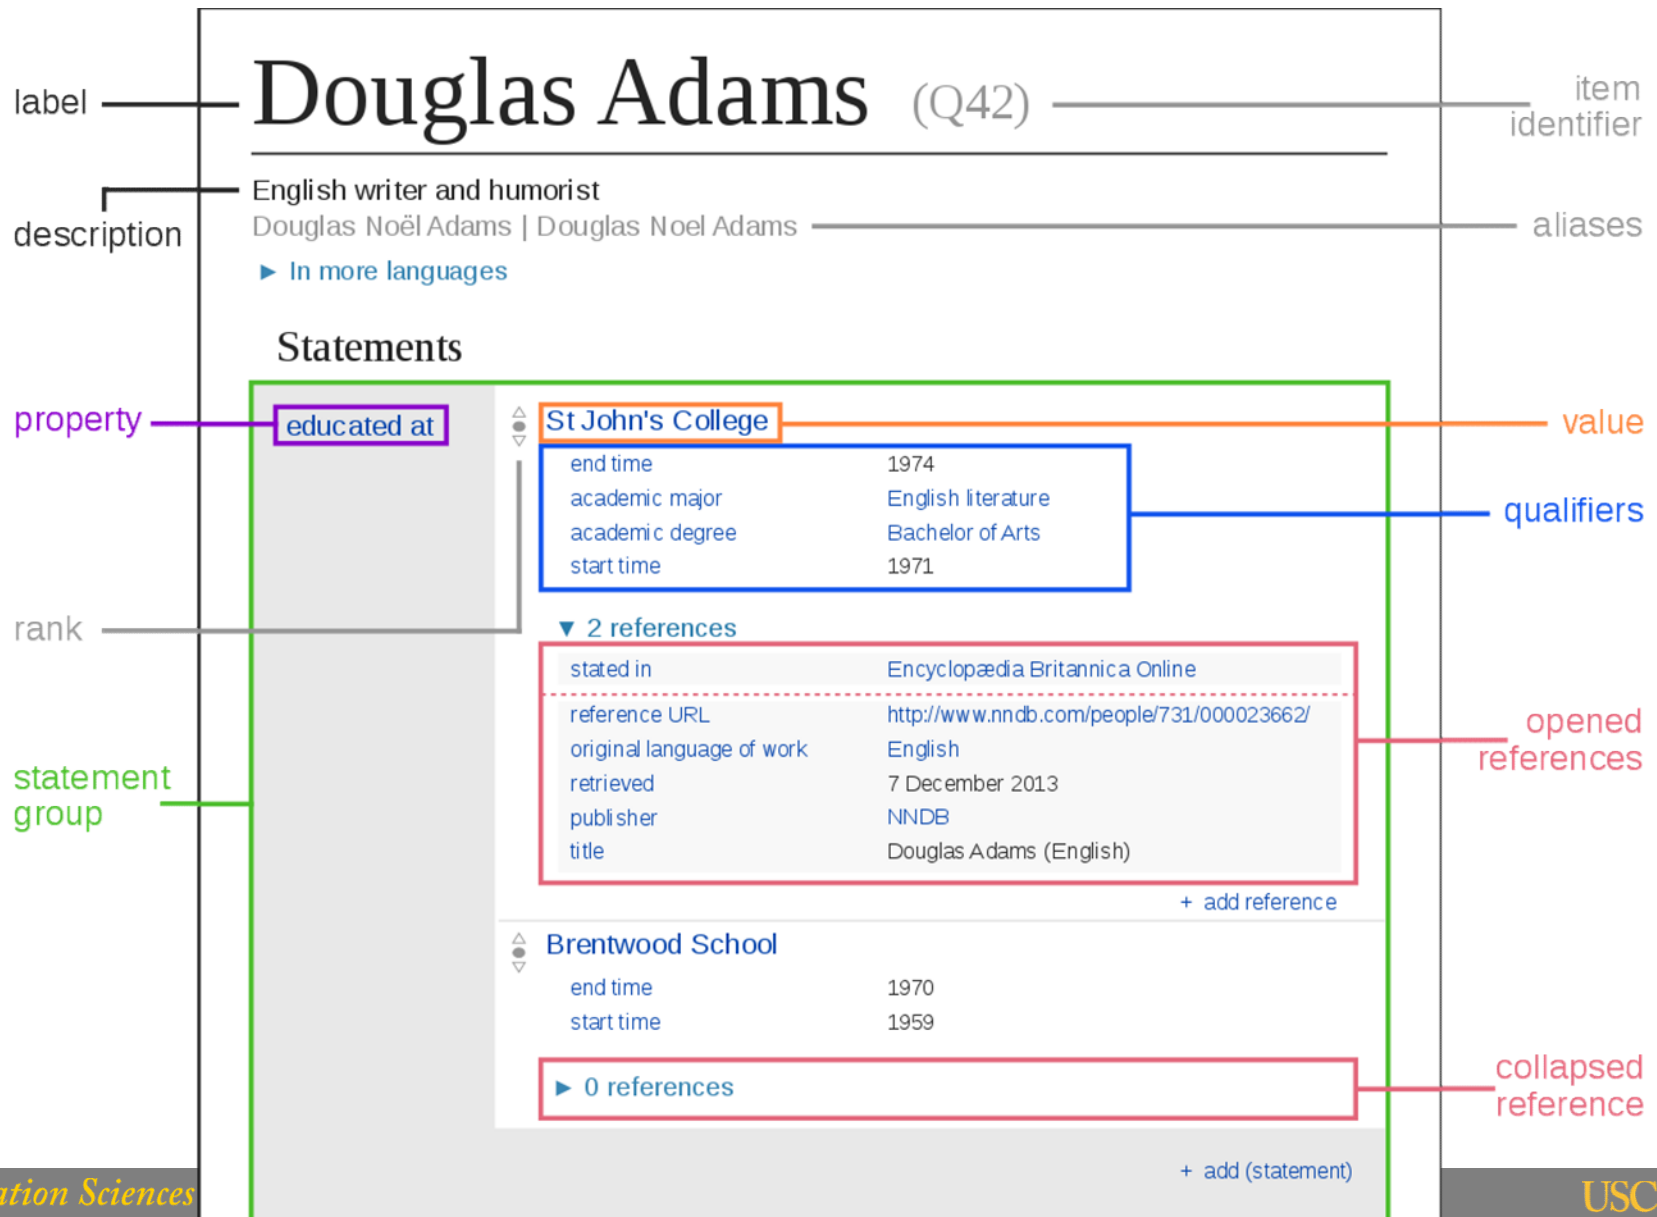 label
Douglas Adams (Q42)
item
identifier
description
English writer and humorist
Douglas Noël Adams | Douglas Noel Adams
aliases
► In more languages
Statements
property
educated at
St John's College
value
end time 1974
academic major English literature
academic degree Bachelor of Arts
start time 1971
qualifiers
rank
▼ 2 references
stated in Encyclopædia Britannica Online
reference URL http://www.nndb.com/people/731/000023662/
original language of work English
retrieved 7 December 2013
publisher NNDB
title Douglas Adams (English)
opened
references
statement
group
+ add reference
Brentwood School
end time 1970
start time 1959
► 0 references
collapsed
reference
+ add (statement)
ation Sciences
USC